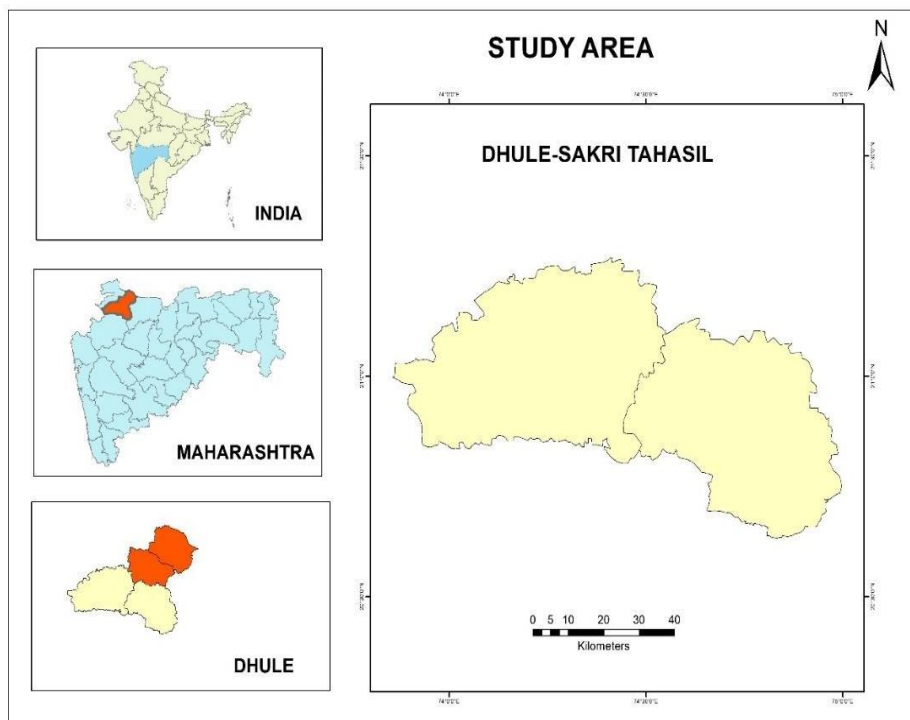 STUDY AREA
N
INDIA
MAHARASHTRA
DHULE
DHULE-SAKRI TAHASIL
0 5 10 20 30 40
Kilometers